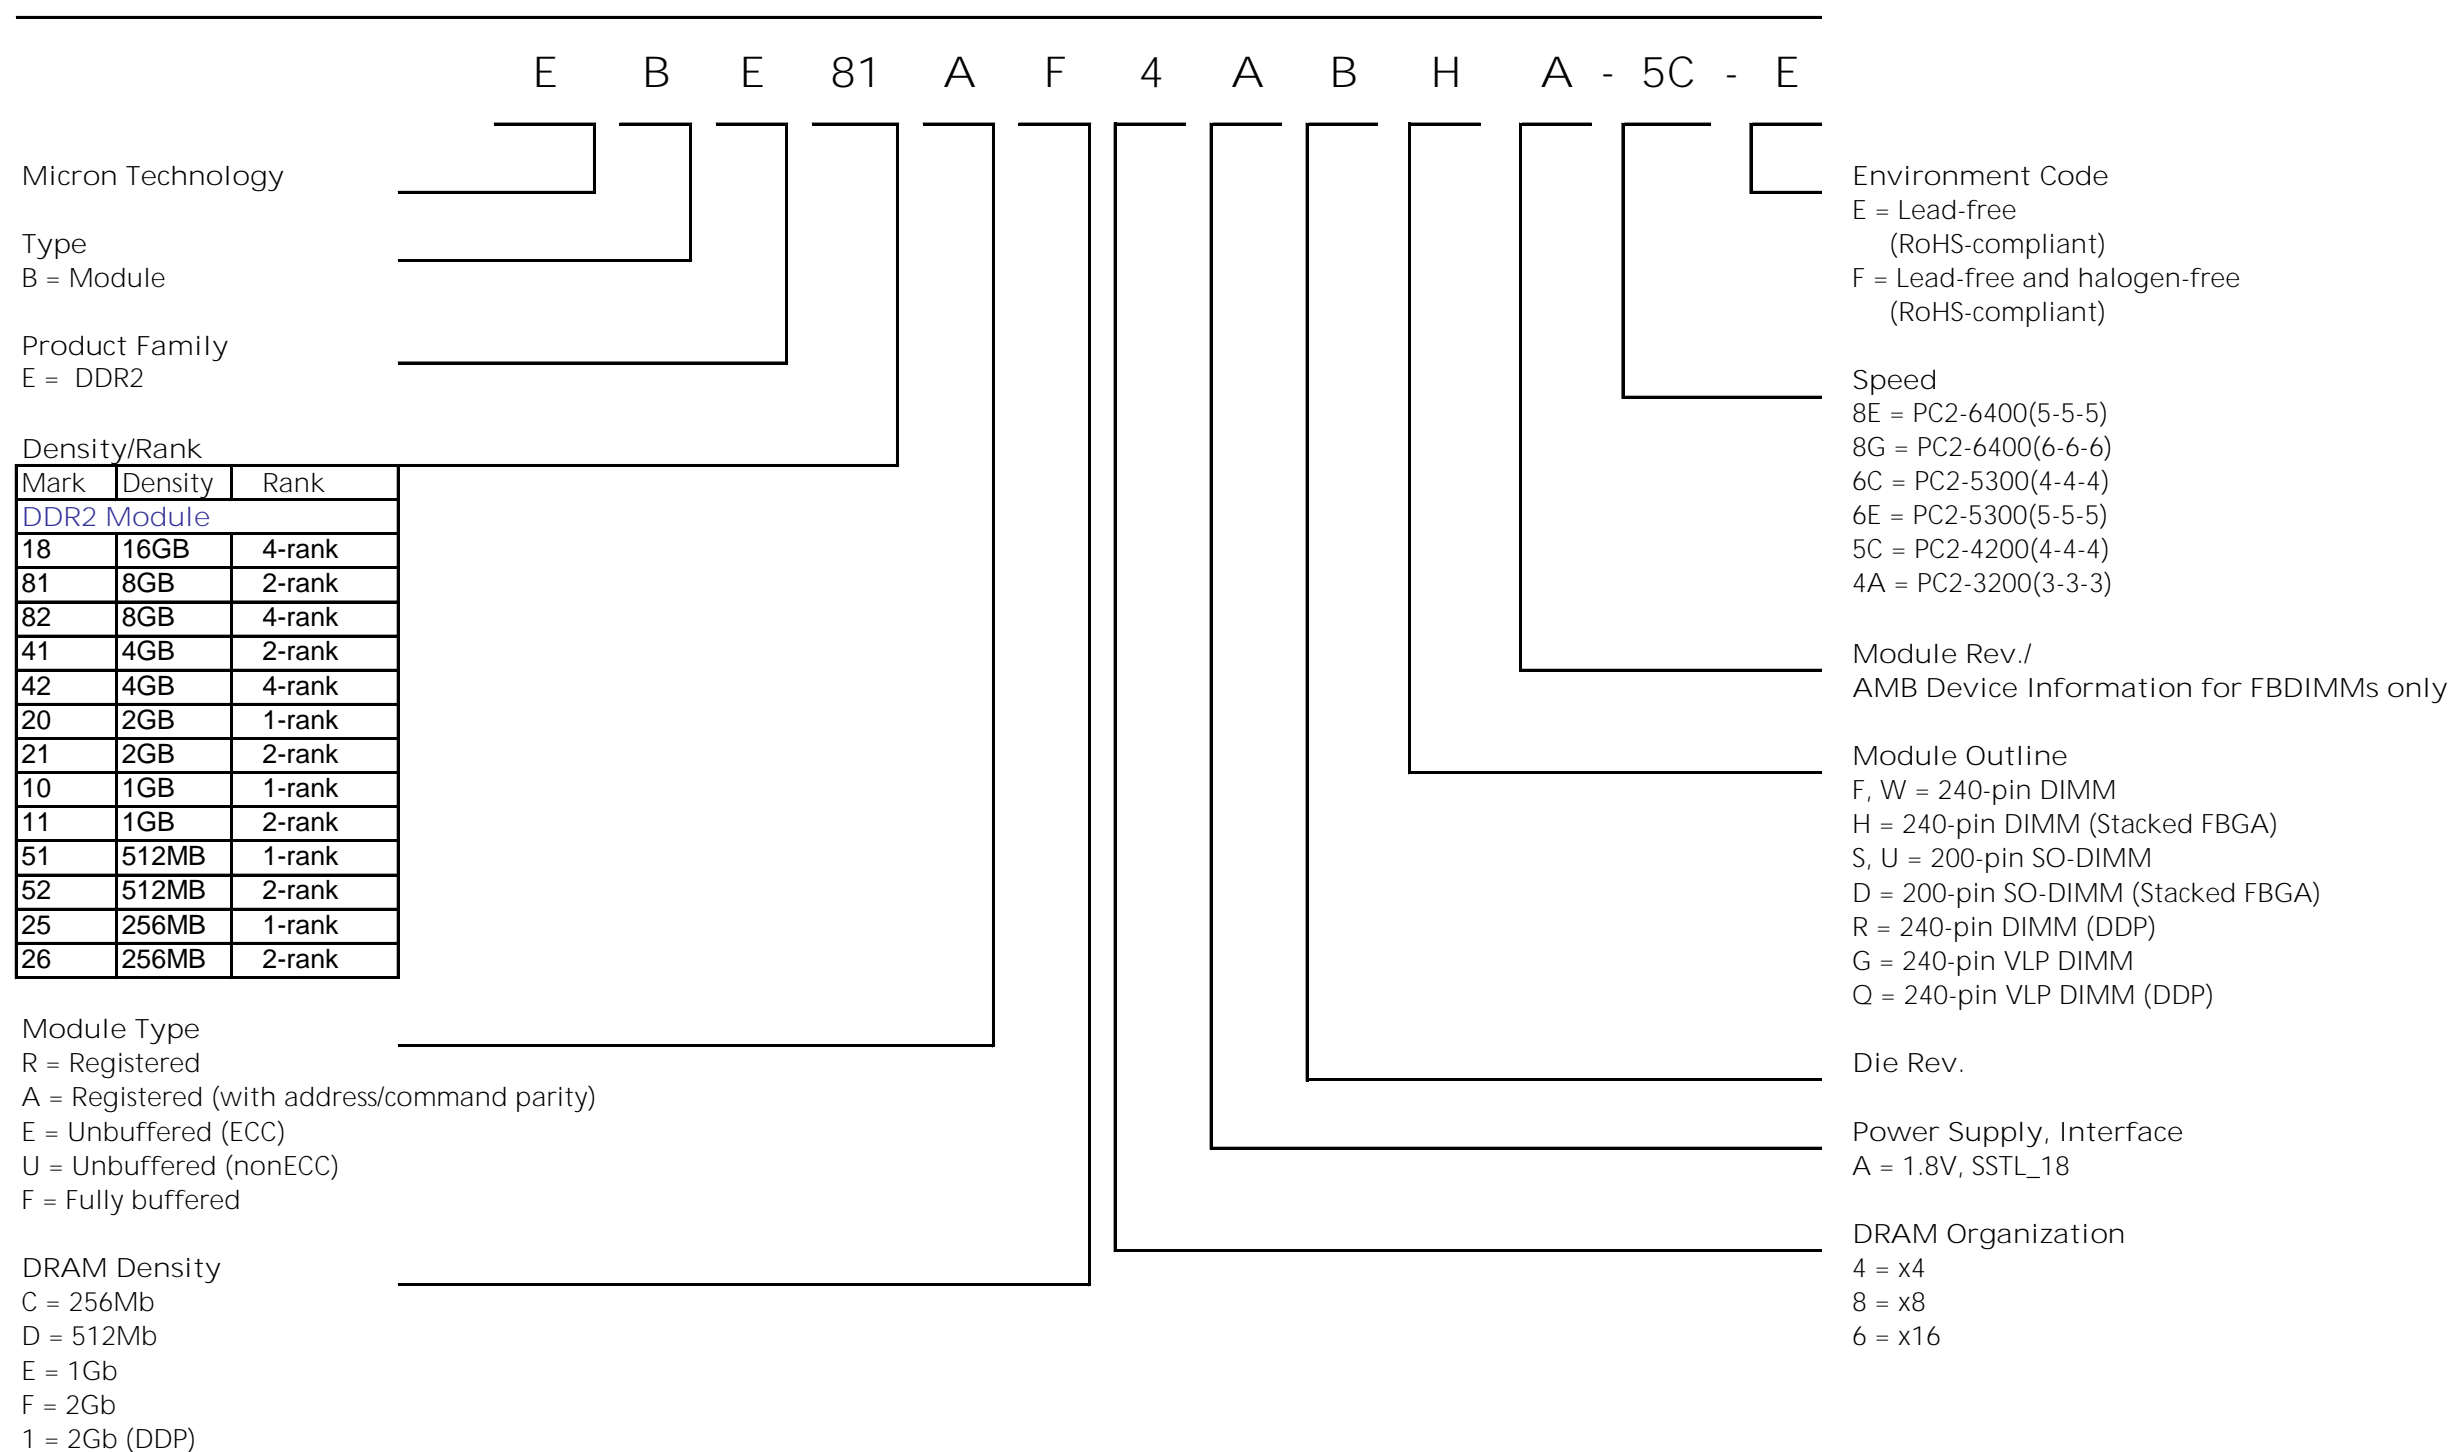 E B E 81 A F 4 A B H A - 5C - E
Micron Technology
Type
B = Module
Product Family
E = DDR2
Density/Rank
Mark Density Rank
DDR2 Module
18 16GB 4-rank
81 8GB 2-rank
82 8GB 4-rank
41 4GB 2-rank
42 4GB 4-rank
20 2GB 1-rank
21 2GB 2-rank
10 1GB 1-rank
11 1GB 2-rank
51 512MB 1-rank
52 512MB 2-rank
25 256MB 1-rank
26 256MB 2-rank
Module Type
R = Registered
A = Registered (with address/command parity)
E = Unbuffered (ECC)
U = Unbuffered (nonECC)
F = Fully buffered
DRAM Density
C = 256Mb
D = 512Mb
E = 1Gb
F = 2Gb
1 = 2Gb (DDP)
Environment Code
E = Lead-free
(RoHS-compliant)
F = Lead-free and halogen-free
(RoHS-compliant)
Speed
8E = PC2-6400(5-5-5)
8G = PC2-6400(6-6-6)
6C = PC2-5300(4-4-4)
6E = PC2-5300(5-5-5)
5C = PC2-4200(4-4-4)
4A = PC2-3200(3-3-3)
Module Rev./
AMB Device Information for FBDIMMs only
Module Outline
F, W = 240-pin DIMM
H = 240-pin DIMM (Stacked FBGA)
S, U = 200-pin SO-DIMM
D = 200-pin SO-DIMM (Stacked FBGA)
R = 240-pin DIMM (DDP)
G = 240-pin VLP DIMM
Q = 240-pin VLP DIMM (DDP)
Die Rev.
Power Supply, Interface
A = 1.8V, SSTL_18
DRAM Organization
4 = x4
8 = x8
6 = x16